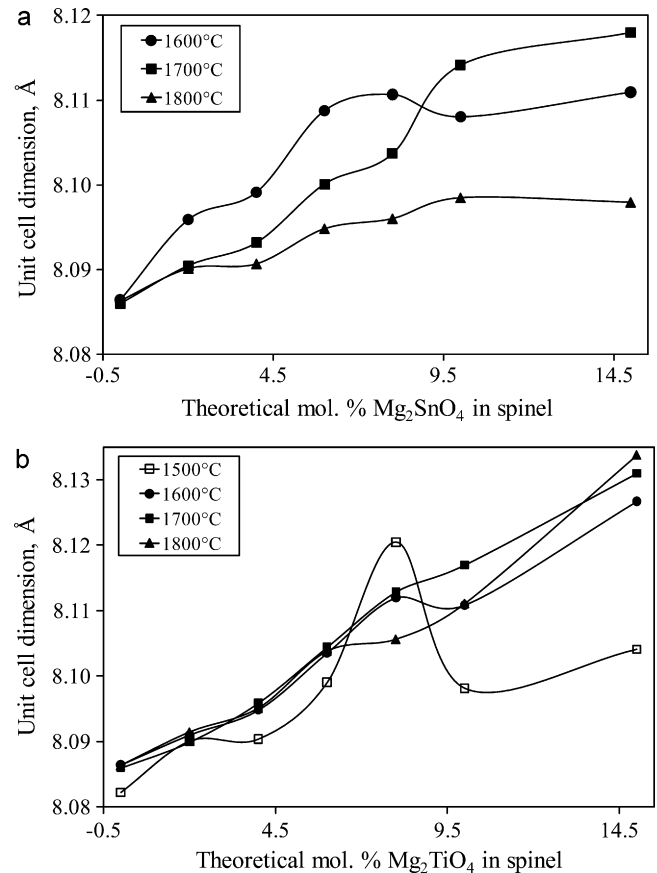 a
8.12
8.11
8.10
8.09
8.08
Unit cell dimension, Å
1600°C
1700°C
1800°C
-0.5 4.5 9.5 14.5
Theoretical mol. % Mg₂SnO₄ in spinel
b
8.13
8.12
8.11
8.10
8.09
8.08
Unit cell dimension, Å
1500°C
1600°C
1700°C
1800°C
-0.5 4.5 9.5 14.5
Theoretical mol. % Mg₂TiO₄ in spinel